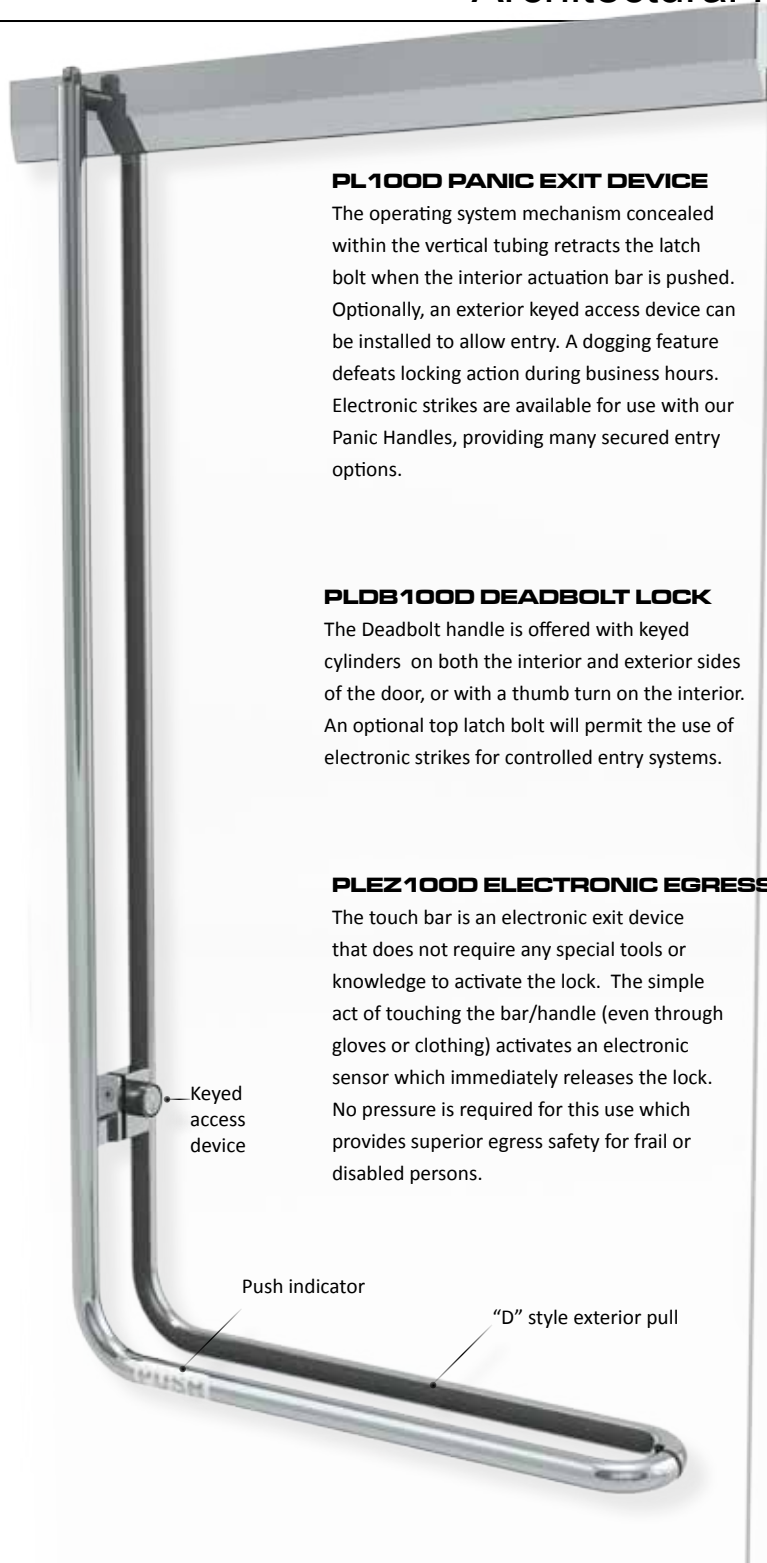 Architectural
PL100D PANIC EXIT DEVICE
The operating system mechanism concealed
within the vertical tubing retracts the latch
bolt when the interior actuation bar is pushed.
Optionally, an exterior keyed access device can
be installed to allow entry. A dogging feature
defeats locking action during business hours.
Electronic strikes are available for use with our
Panic Handles, providing many secured entry
options.
PLDB100D DEADBOLT LOCK
The Deadbolt handle is offered with keyed
cylinders on both the interior and exterior sides
of the door, or with a thumb turn on the interior.
An optional top latch bolt will permit the use of
electronic strikes for controlled entry systems.
PLEZ100D ELECTRONIC EGRESS
The touch bar is an electronic exit device
that does not require any special tools or
knowledge to activate the lock. The simple
act of touching the bar/handle (even through
gloves or clothing) activates an electronic
sensor which immediately releases the lock.
No pressure is required for this use which
provides superior egress safety for frail or
disabled persons.
Keyed
access
device
Push indicator
“D” style exterior pull
PUSH